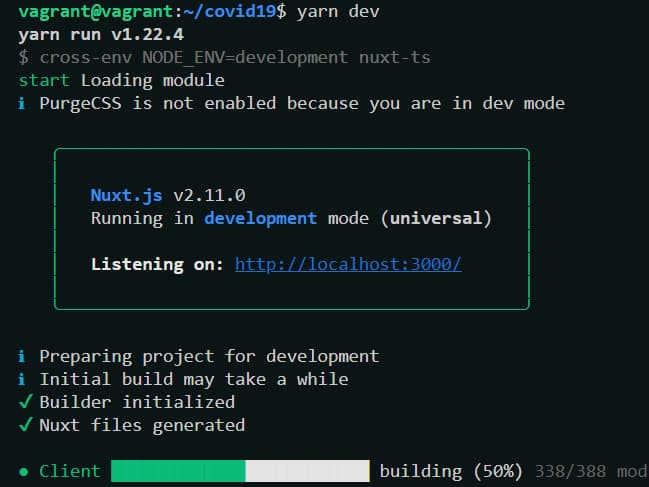 vagrant@vagrant:~/covid19$ yarn dev
yarn run v1.22.4
$ cross-env NODE_ENV=development nuxt-ts
start Loading module
ℹ PurgeCSS is not enabled because you are in dev mode
Nuxt.js v2.11.0
Running in development mode (universal)
Listening on: http://localhost:3000/
ℹ Preparing project for development
ℹ Initial build may take a while
✓ Builder initialized
✓ Nuxt files generated
● Client building (50%) 338/388 mod